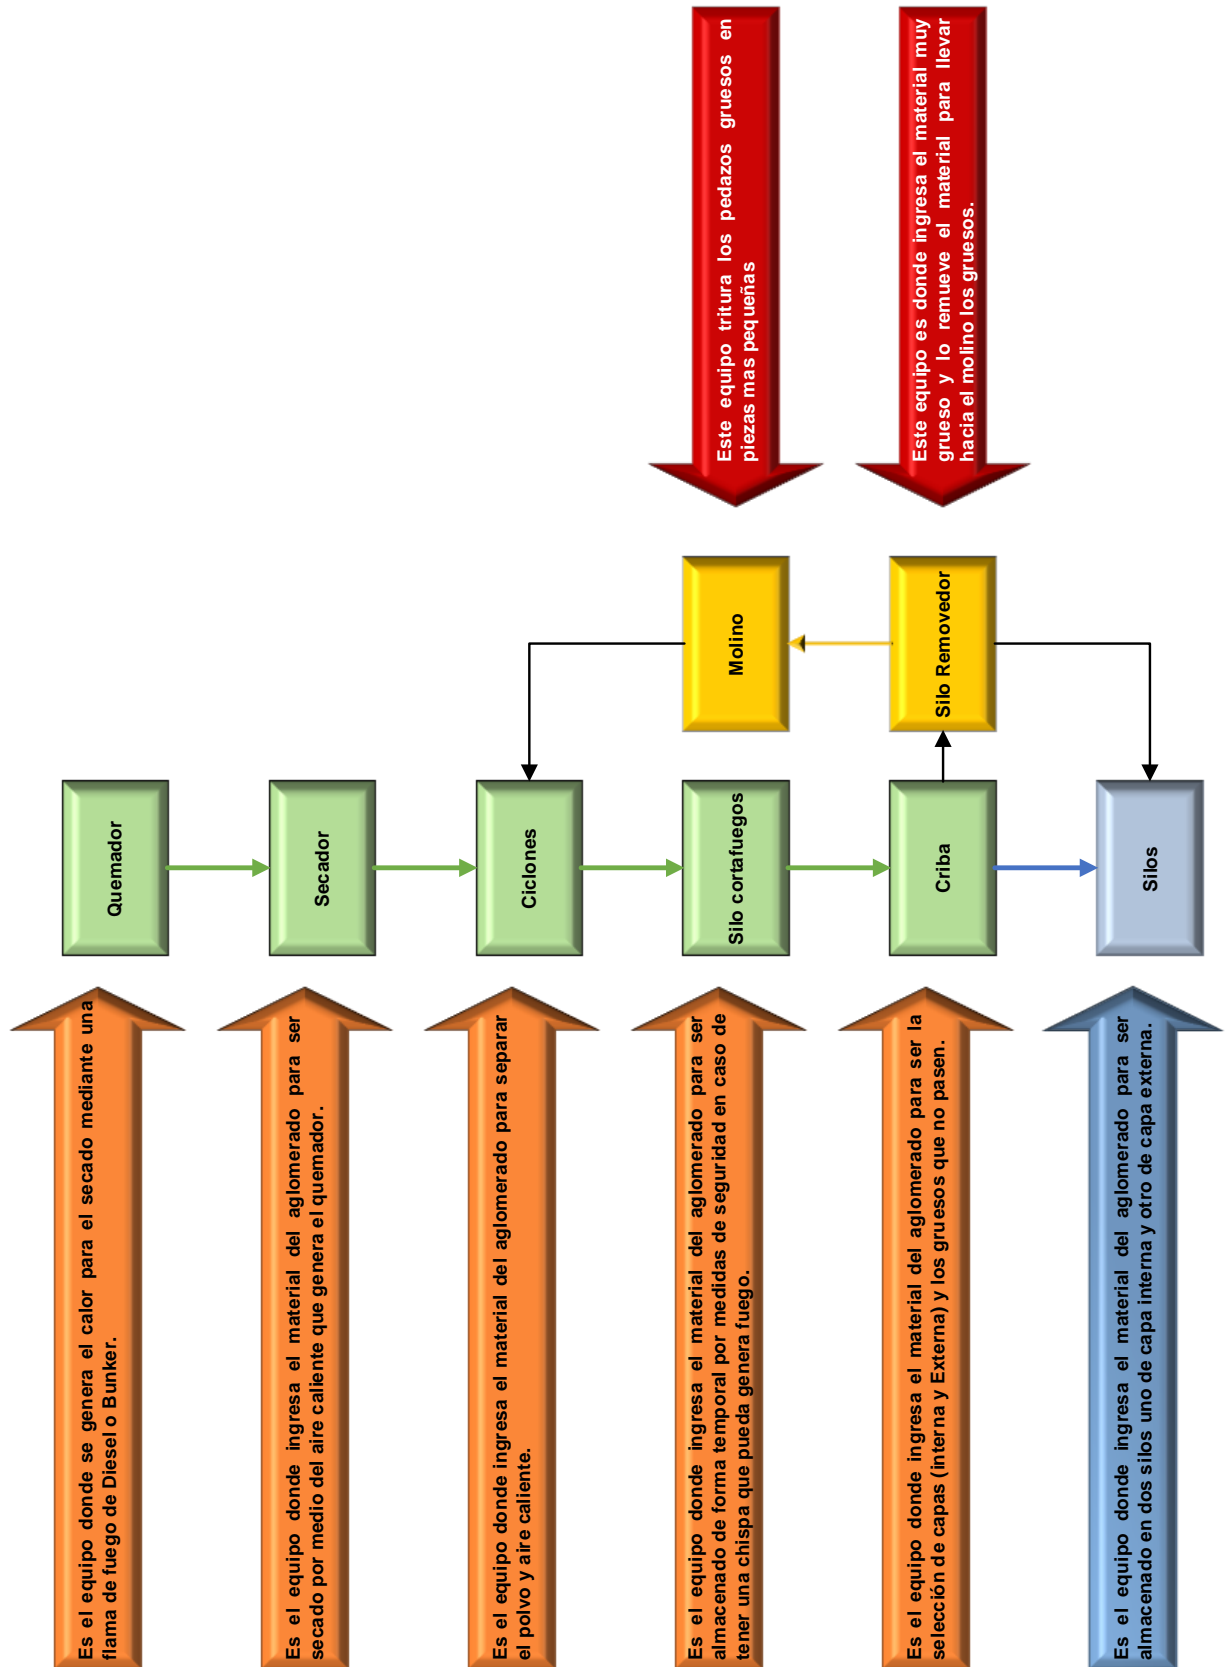 Este equipo tritura los pedazos gruesos en
piezas mas pequeñas
Este equipo es donde ingresa el material muy
grueso y lo remueve el material para llevar
hacia el molino los gruesos.
Molino
Silo Removedor
Quemador
Secador
Ciclones
Silo cortafuegos
Criba
Silos
Es el equipo donde se genera el calor para el secado mediante una
flama de fuego de Diesel o Bunker.
Es el equipo donde ingresa el material del aglomerado para ser
secado por medio del aire caliente que genera el quemador.
Es el equipo donde ingresa el material del aglomerado para separar
el polvo y aire caliente.
Es el equipo donde ingresa el material del aglomerado para ser
almacenado de forma temporal por medidas de seguridad en caso de
tener una chispa que pueda genera fuego.
Es el equipo donde ingresa el material del aglomerado para ser la
selección de capas (interna y Externa) y los gruesos que no pasen.
Es el equipo donde ingresa el material del aglomerado para ser
almacenado en dos silos uno de capa interna y otro de capa externa.